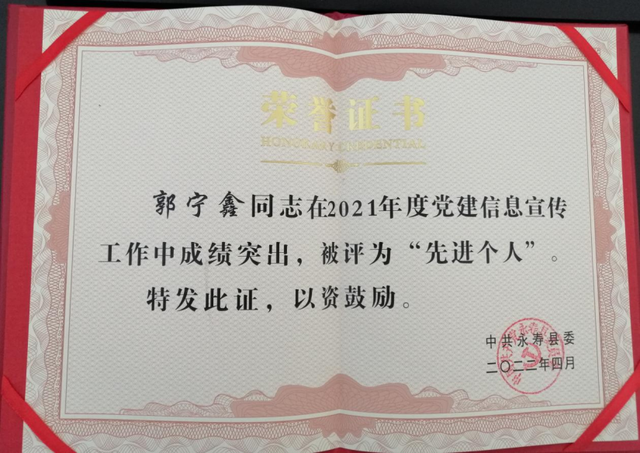 荣誉证书
HONORARY CREDENTIAL
郭宁鑫同志在2021年度党建信息宣传
工作中成绩突出，被评为“先进个人”。
特发此证，以资鼓励。
中共永寿县委
二〇二二年四月